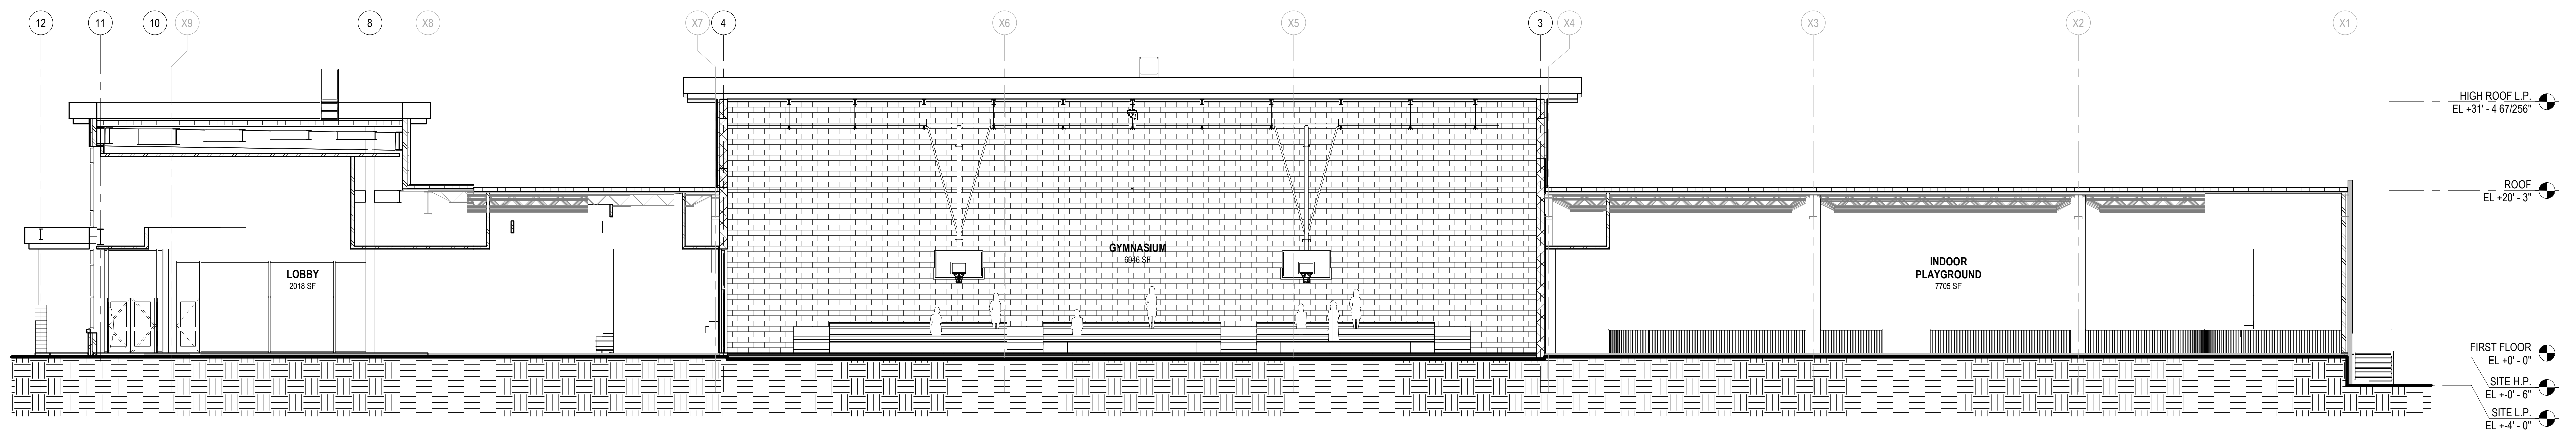 12
11
10
X9
8
X8
X7
4
X6
X5
3
X4
X3
X2
X1
HIGH ROOF L.P.
EL +31' - 4 67/256"
ROOF
EL +20' - 3"
GYMNASIUM
6946 SF
LOBBY
2018 SF
INDOOR
PLAYGROUND
7705 SF
FIRST FLOOR
EL +0' - 0"
SITE H.P.
EL +-0' - 6"
SITE L.P.
EL +-4' - 0"